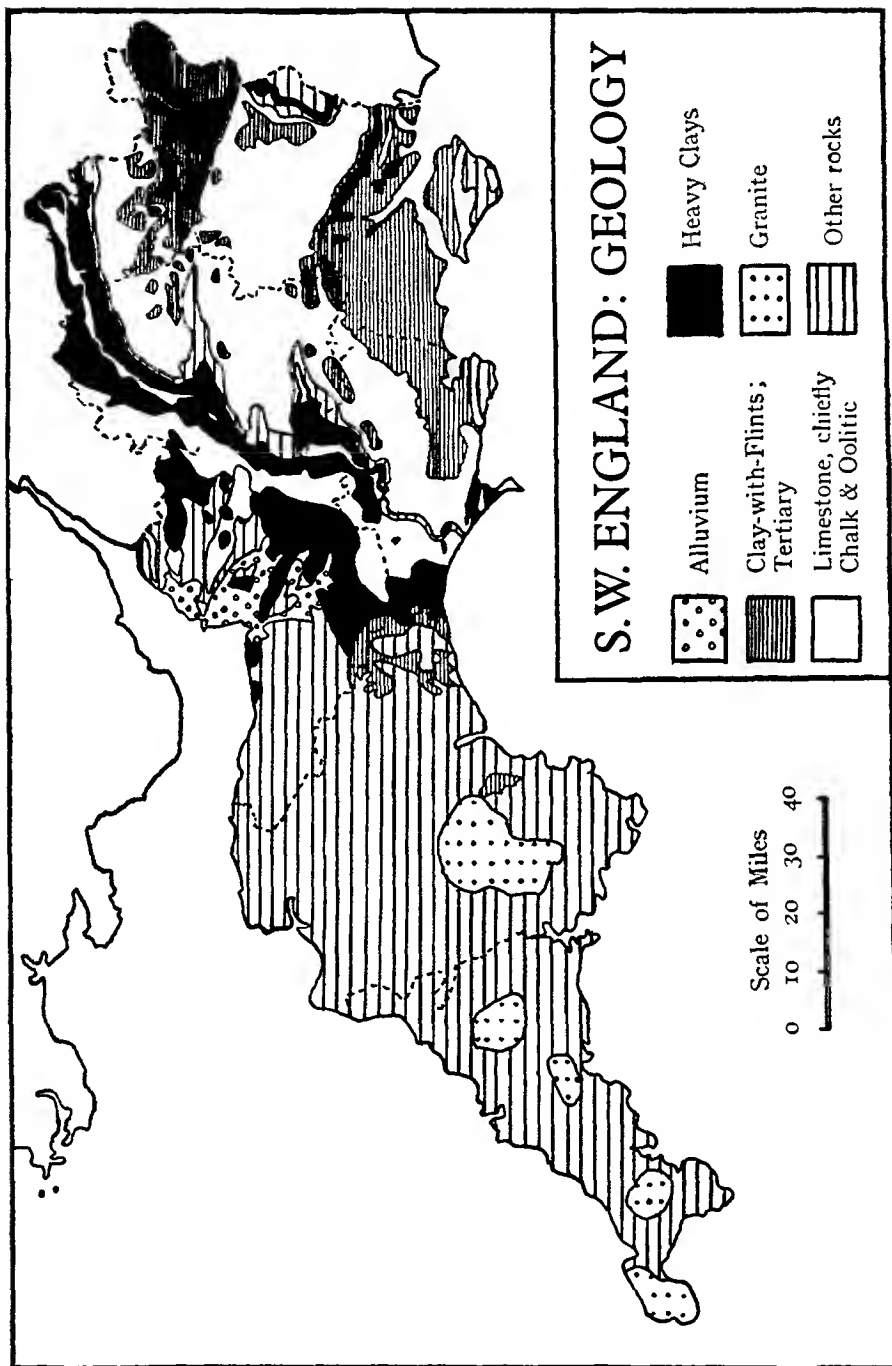 S.W. ENGLAND: GEOLOGY
Alluvium
Heavy Clays
Clay-with-Flints;
Tertiary
Granite
Limestone, chiefly
Chalk & Oolitic
Other rocks
Scale of Miles
0 10 20 30 40